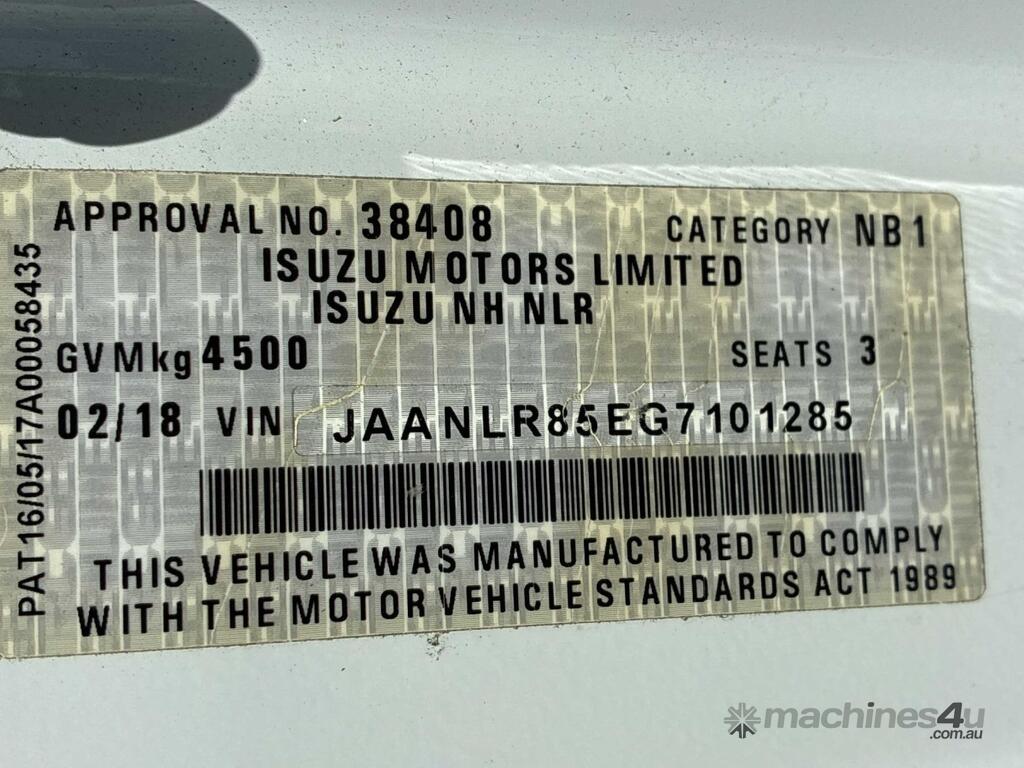 APPROVAL NO. 38408 CATEGORY NB1
ISUZU MOTORS LIMITED
ISUZU NH NLR
GVMkg 4500 SEATS 3
02/18 VIN JAANLR85EG7101285
THIS VEHICLE WAS MANUFACTURED TO COMPLY
WITH THE MOTOR VEHICLE STANDARDS ACT 1989
PAT16/05/17A00058435
machines4u
.com.au